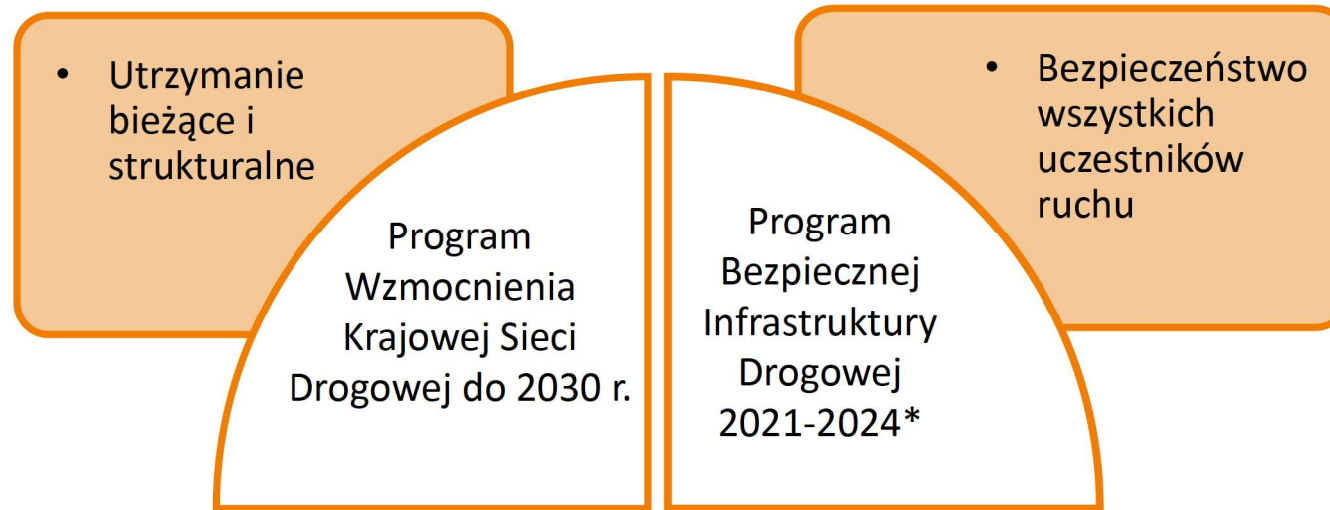 • Utrzymanie
bieżące i
strukturalne
• Bezpieczeństwo
wszystkich
uczestników
ruchu
Program
Wzmocnienia
Krajowej Sieci
Drogowej do 2030 r.
Program
Bezpiecznej
Infrastruktury
Drogowej
2021-2024*